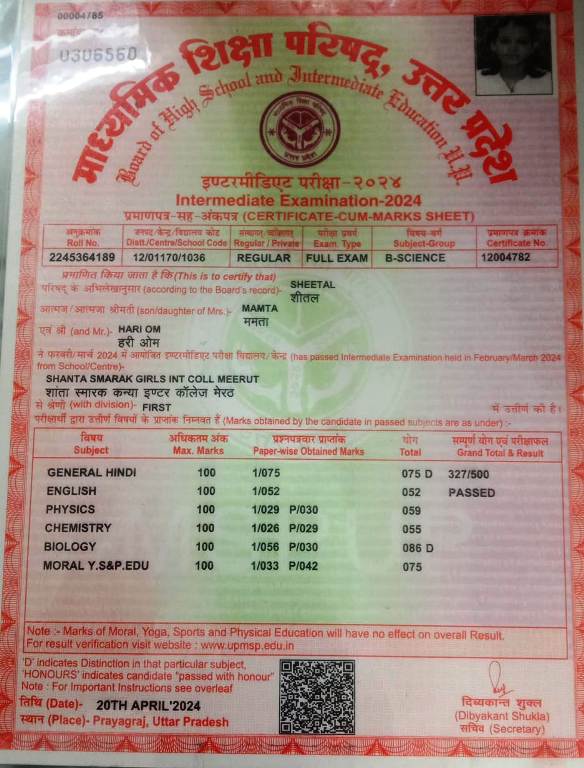 00004785
क्रमांक
0306560
माध्यमिक शिक्षा परिषद्, उत्तर प्रदेश
Board of High School and Intermediate Education U.P.
इण्टरमीडिएट परीक्षा-२०२४
Intermediate Examination-2024
प्रमाणपत्र-सह-अंकपत्र (CERTIFICATE-CUM-MARKS SHEET)
अनुक्रमांक जनपद/केन्द्र/विद्यालय कोड संस्थागत/व्यक्तिगत परीक्षा प्रवर्ग विषय-वर्ग प्रमाणपत्र क्रमांक
Roll No. Distt./Centre/School Code Regular / Private Exam. Type Subject-Group Certificate No.
2245364189 12/01170/1036 REGULAR FULL EXAM B-SCIENCE 12004782
प्रमाणित किया जाता है कि (This is to certify that)
परिषद् के अभिलेखानुसार (according to the Board's record)- SHEETAL
शीतल
आत्मज/आत्मजा श्रीमती (son/daughter of Mrs.)- MAMTA
ममता
एवं श्री (and Mr.)- HARI OM
हरी ओम
ने फरवरी/मार्च 2024 में आयोजित इण्टरमीडिएट परीक्षा विद्यालय/केन्द्र (has passed Intermediate Examination held in February/March 2024
from School/Centre)-
SHANTA SMARAK GIRLS INT COLL MEERUT
शांता स्मारक कन्या इण्टर कॉलेज मेरठ
से श्रेणी (with division)- FIRST में उत्तीर्ण की है।
परीक्षार्थी द्वारा उत्तीर्ण विषयों के प्राप्तांक निम्नवत हैं (Marks obtained by the candidate in passed subjects are as under) :-
विषय अधिकतम अंक प्रश्नपत्रवार प्राप्तांक योग सम्पूर्ण योग एवं परीक्षाफल
Subject Max. Marks Paper-wise Obtained Marks Total Grand Total & Result
GENERAL HINDI 100 1/075 075 D 327/500
ENGLISH 100 1/052 052 PASSED
PHYSICS 100 1/029 P/030 059
CHEMISTRY 100 1/026 P/029 055
BIOLOGY 100 1/056 P/030 086 D
MORAL Y.S&P.EDU 100 1/033 P/042 075
Note :- Marks of Moral, Yoga, Sports and Physical Education will have no effect on overall Result.
For result verification visit website : www.upmsp.edu.in
'D' indicates Distinction in that particular subject,
'HONOURS' indicates candidate "passed with honour"
Note : For Important Instructions see overleaf
तिथि (Date)- 20TH APRIL'2024
स्थान (Place)- Prayagraj, Uttar Pradesh
दिब्यकान्त शुक्ल
(Dibyakant Shukla)
सचिव (Secretary)